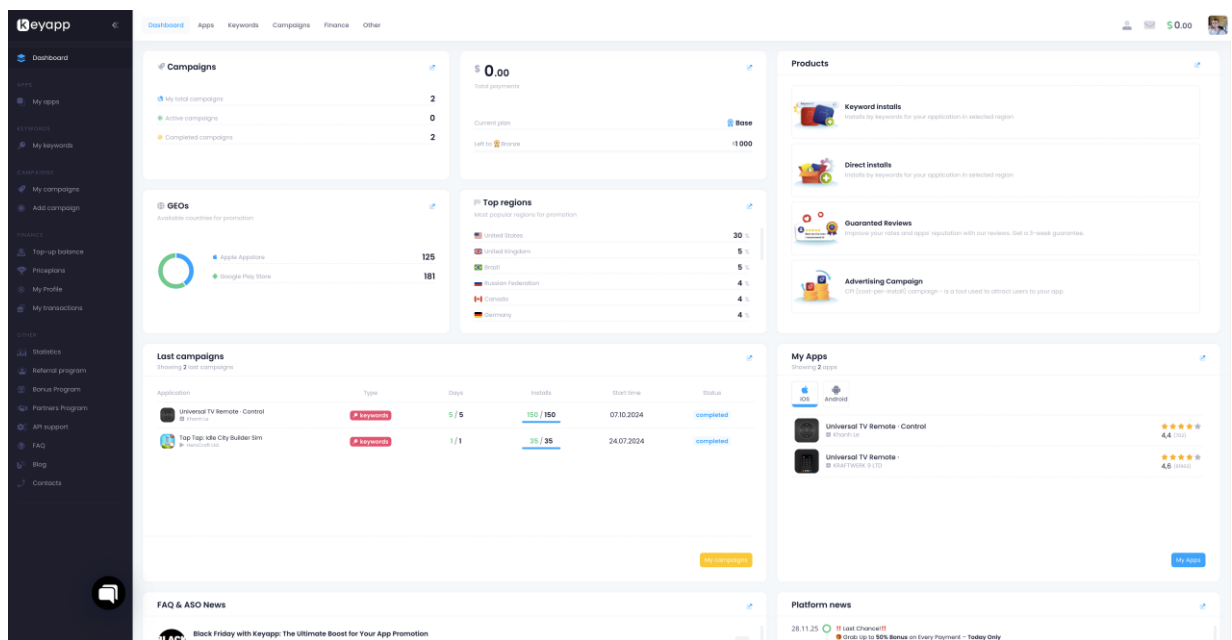 Keyapp
Dashboard
Apps
Keywords
Campaigns
Finance
Other
$ 0.00
Dashboard
APPS
My apps
KEYWORDS
My keywords
CAMPAIGNS
My campaigns
Add campaign
FINANCE
Top-up balance
Priceplans
My Profile
My transactions
OTHER
Statistics
Referral program
Bonus Program
Partners Program
API support
FAQ
Blog
Contacts
Campaigns
My total campaigns 2
Active campaigns 0
Completed campaigns 2
$ 0.00
Total payments
Current plan Base
Left to Bronze $1 000
Products
Keyword installs
Installs by keywords for your application in selected region
Direct installs
Installs by keywords for your application in selected region
Guaranted Reviews
Improve your rates and apps' reputation with our reviews. Get a 3-week guarantee.
Advertising Campaign
CPI (cost-per-install) campaign - is a tool used to attract users to your app
GEOs
Available countries for promotion
Apple Appstore 125
Google Play Store 181
Top regions
Most popular regions for promotion
United States 30 %
United Kingdom 5 %
Brazil 5 %
Russian Federation 4 %
Canada 4 %
Germany 4 %
Last campaigns
Showing 2 last campaigns
Application Type Days Installs Start time Status
Universal TV Remote · Control keywords 5 / 5 150 / 150 07.10.2024 completed
Khanh Le
Tap Tap: Idle City Builder Sim keywords 1 / 1 35 / 35 24.07.2024 completed
HeroCraft Ltd.
My campaigns
My Apps
Showing 2 apps
IOS
Android
Universal TV Remote · Control
Khanh Le
4,4
Universal TV Remote ·
KRAFTWERK 9 LTD
4,6
My Apps
FAQ & ASO News
Black Friday with Keyapp: The Ultimate Boost for Your App Promotion
Platform news
28.11.25 Last Chance!!!
Grab Up to 50% Bonus on Every Payment – Today Only